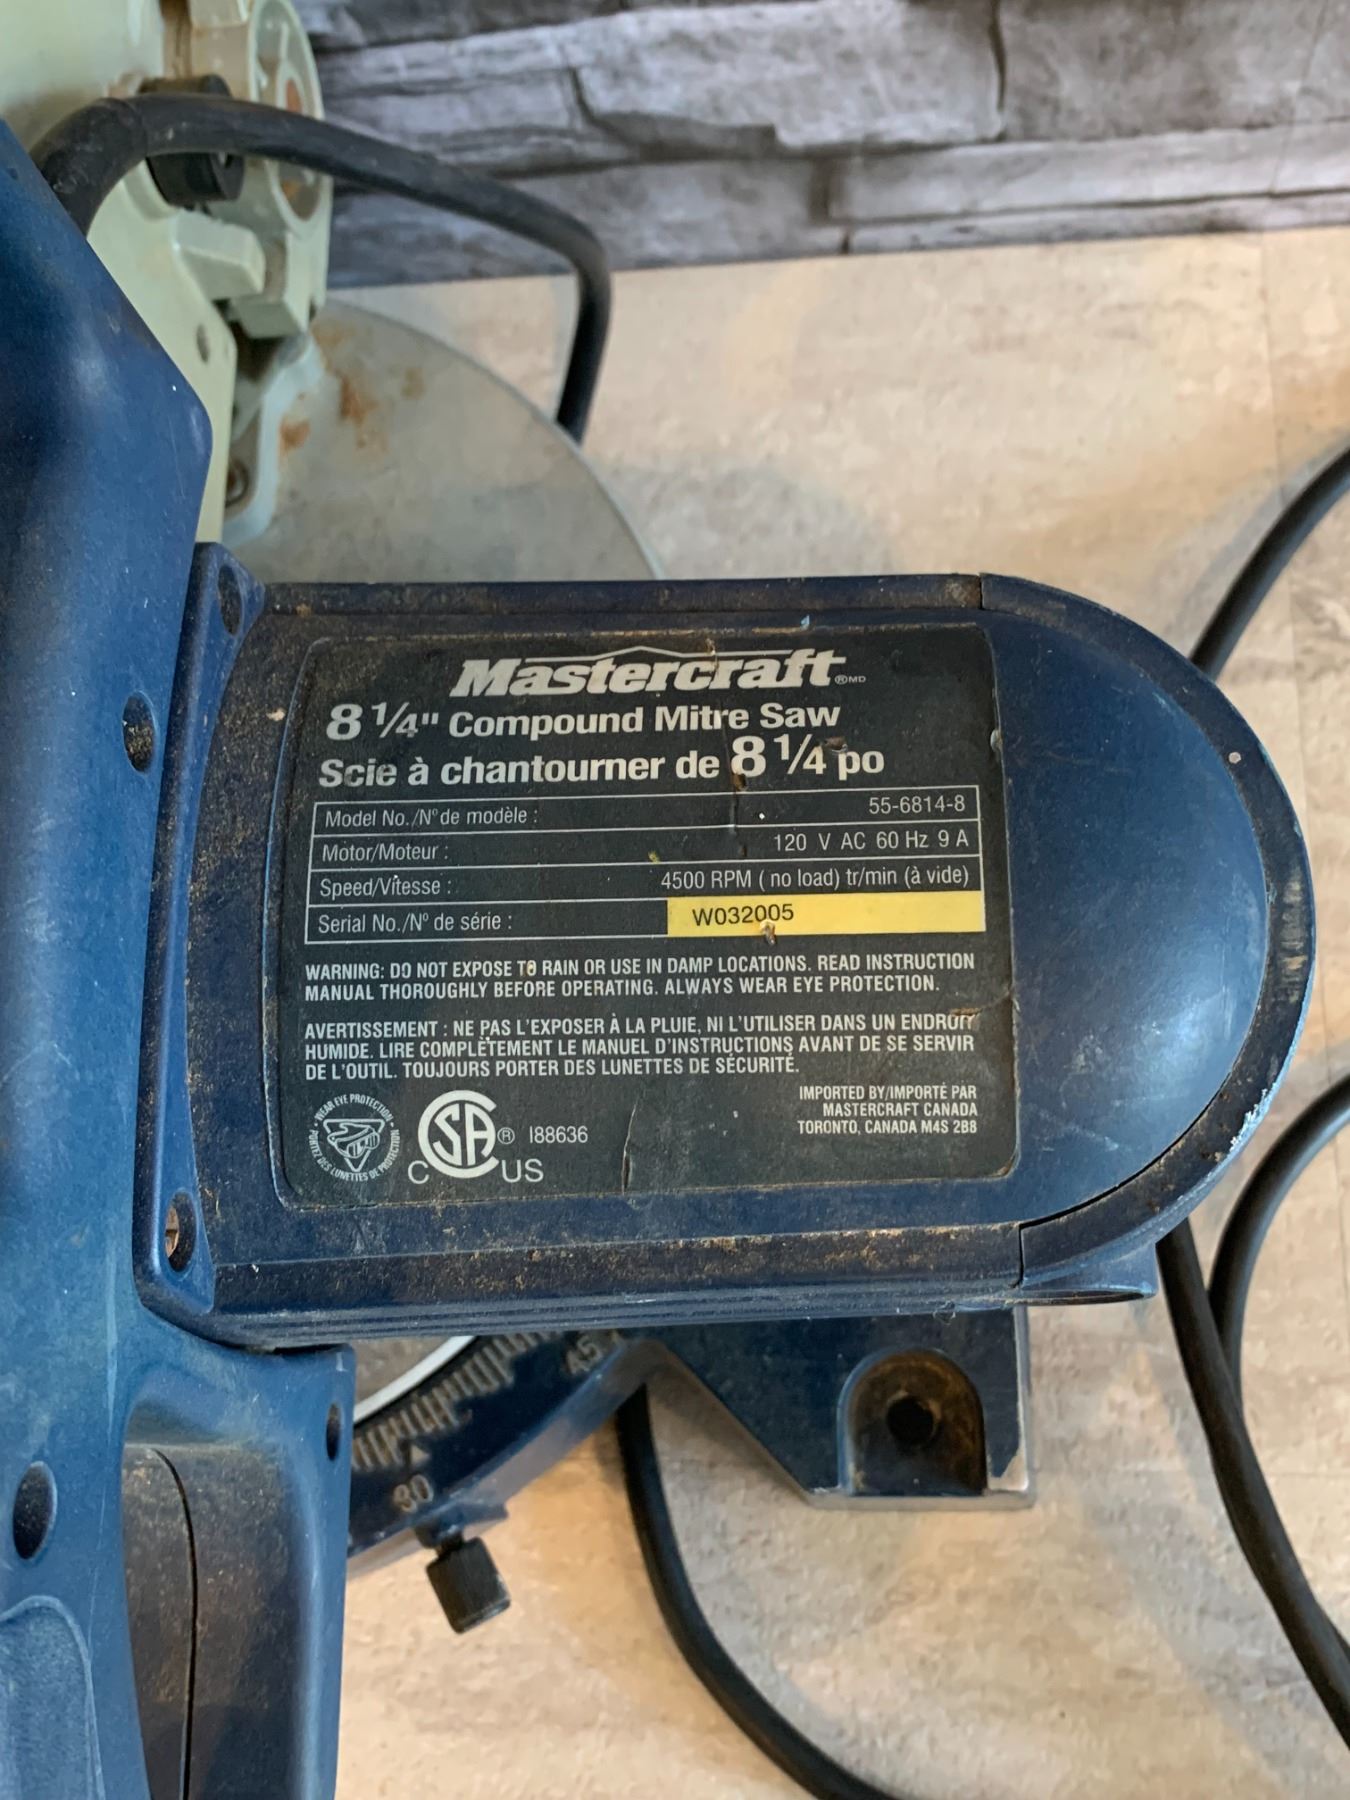 Mastercraft ®MD
8 1/4" Compound Mitre Saw
Scie à chantourner de 8 1/4 po
Model No./N° de modèle : 55-6814-8
Motor/Moteur : 120 V AC 60 Hz 9 A
Speed/Vitesse : 4500 RPM ( no load) tr/min (à vide)
Serial No./N° de série : W032005
WARNING: DO NOT EXPOSE TO RAIN OR USE IN DAMP LOCATIONS. READ INSTRUCTION
MANUAL THOROUGHLY BEFORE OPERATING. ALWAYS WEAR EYE PROTECTION.
AVERTISSEMENT : NE PAS L'EXPOSER À LA PLUIE, NI L'UTILISER DANS UN ENDROIT
HUMIDE. LIRE COMPLÈTEMENT LE MANUEL D'INSTRUCTIONS AVANT DE SE SERVIR
DE L'OUTIL. TOUJOURS PORTER DES LUNETTES DE SÉCURITÉ.
IMPORTED BY/IMPORTÉ PAR
MASTERCRAFT CANADA
TORONTO, CANADA M4S 2B8
WEAR EYE PROTECTION
PORTEZ DES LUNETTES DE PROTECTION
CSA ® 188636
C US
45
30